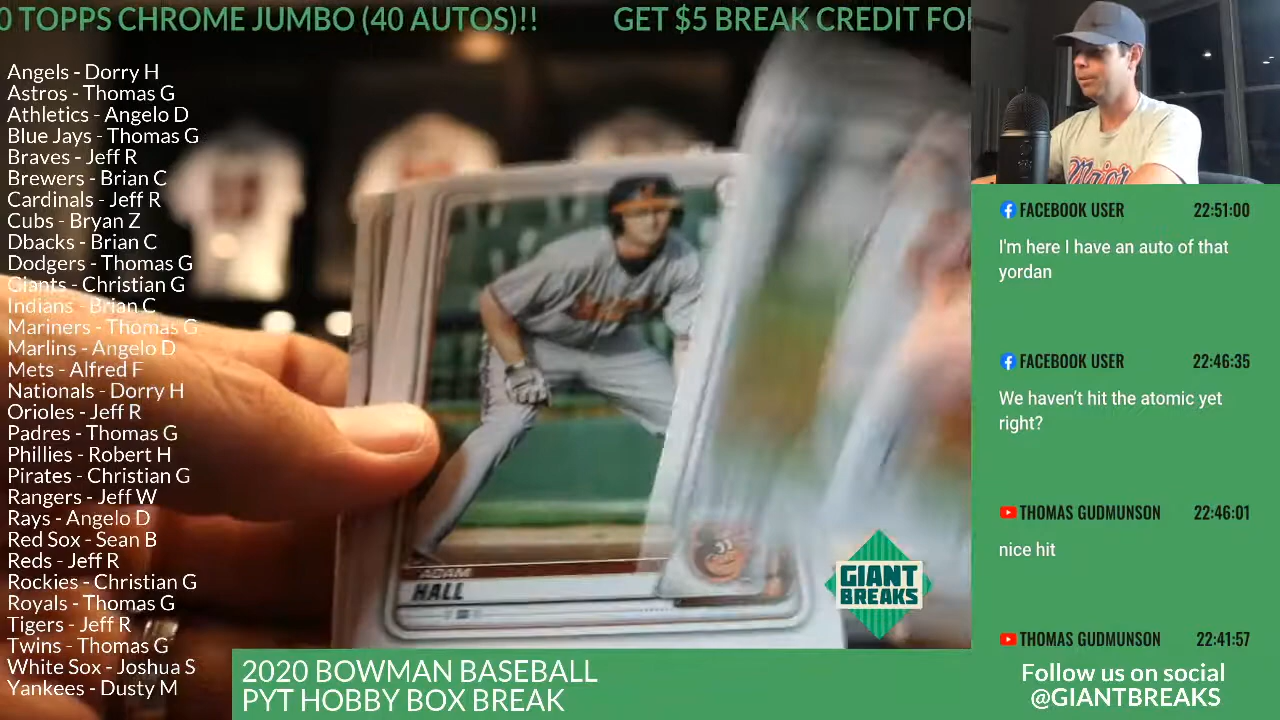 0 TOPPS CHROME JUMBO (40 AUTOS)!! GET $5 BREAK CREDIT FO
Angels - Dorry H
Astros - Thomas G
Athletics - Angelo D
Blue Jays - Thomas G
Braves - Jeff R
Brewers - Brian C
Cardinals - Jeff R
Cubs - Bryan Z
Dbacks - Brian C
Dodgers - Thomas G
Giants - Christian G
Indians - Brian C
Mariners - Thomas G
Marlins - Angelo D
Mets - Alfred F
Nationals - Dorry H
Orioles - Jeff R
Padres - Thomas G
Phillies - Robert H
Pirates - Christian G
Rangers - Jeff W
Rays - Angelo D
Red Sox - Sean B
Reds - Jeff R
Rockies - Christian G
Royals - Thomas G
Tigers - Jeff R
Twins - Thomas G
White Sox - Joshua S
Yankees - Dusty M
ADAM
HALL
GIANT
BREAKS
2020 BOWMAN BASEBALL
PYT HOBBY BOX BREAK
Major
FACEBOOK USER 22:51:00
I'm here I have an auto of that
yordan
FACEBOOK USER 22:46:35
We haven't hit the atomic yet
right?
THOMAS GUDMUNSON 22:46:01
nice hit
THOMAS GUDMUNSON 22:41:57
Follow us on social
@GIANTBREAKS